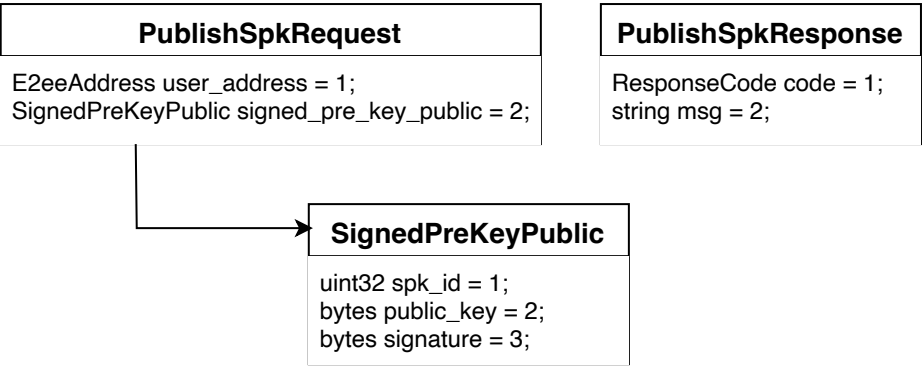 PublishSpkRequest
E2eeAddress user_address = 1;
SignedPreKeyPublic signed_pre_key_public = 2;
PublishSpkResponse
ResponseCode code = 1;
string msg = 2;
SignedPreKeyPublic
uint32 spk_id = 1;
bytes public_key = 2;
bytes signature = 3;